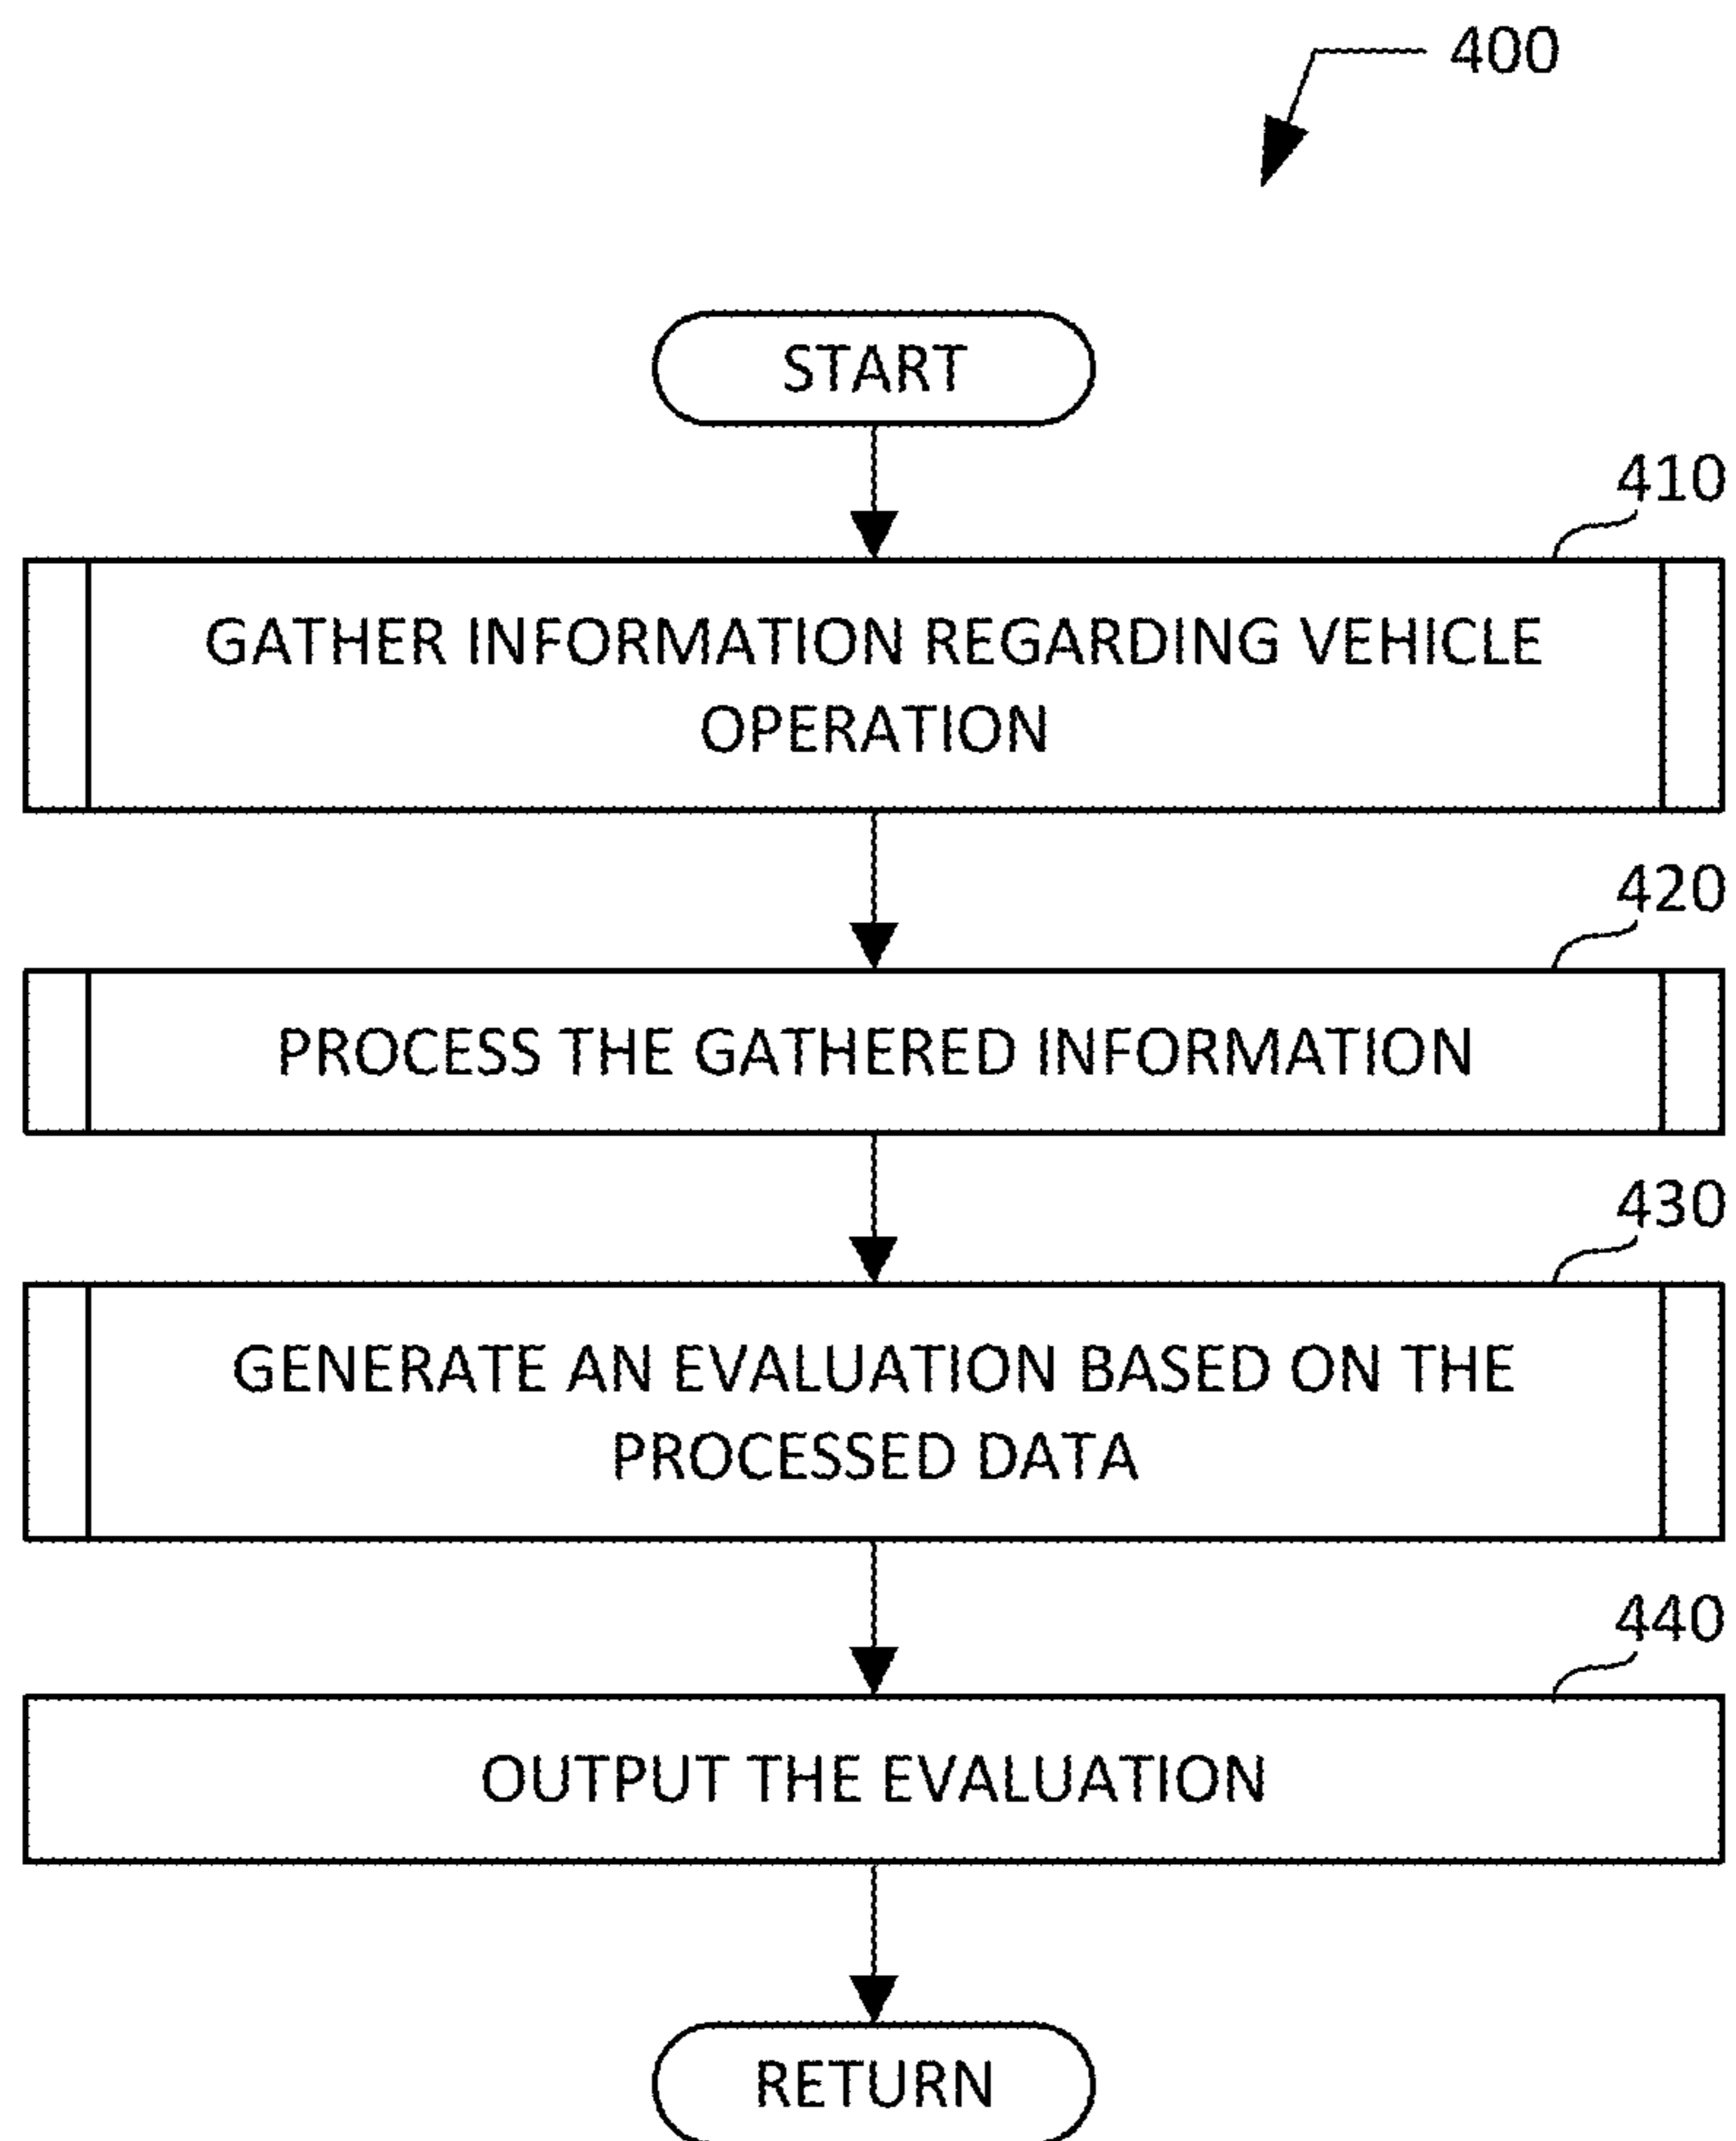 400
START
410
GATHER INFORMATION REGARDING VEHICLE
OPERATION
420
PROCESS THE GATHERED INFORMATION
430
GENERATE AN EVALUATION BASED ON THE
PROCESSED DATA
440
OUTPUT THE EVALUATION
RETURN